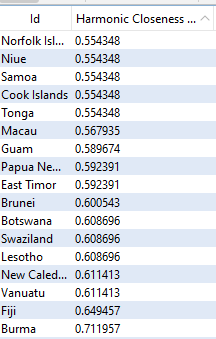 Id Harmonic Closeness ...
Norfolk Isl... 0.554348
Niue 0.554348
Samoa 0.554348
Cook Islands 0.554348
Tonga 0.554348
Macau 0.567935
Guam 0.589674
Papua Ne... 0.592391
East Timor 0.592391
Brunei 0.600543
Botswana 0.608696
Swaziland 0.608696
Lesotho 0.608696
New Caled... 0.611413
Vanuatu 0.611413
Fiji 0.649457
Burma 0.711957